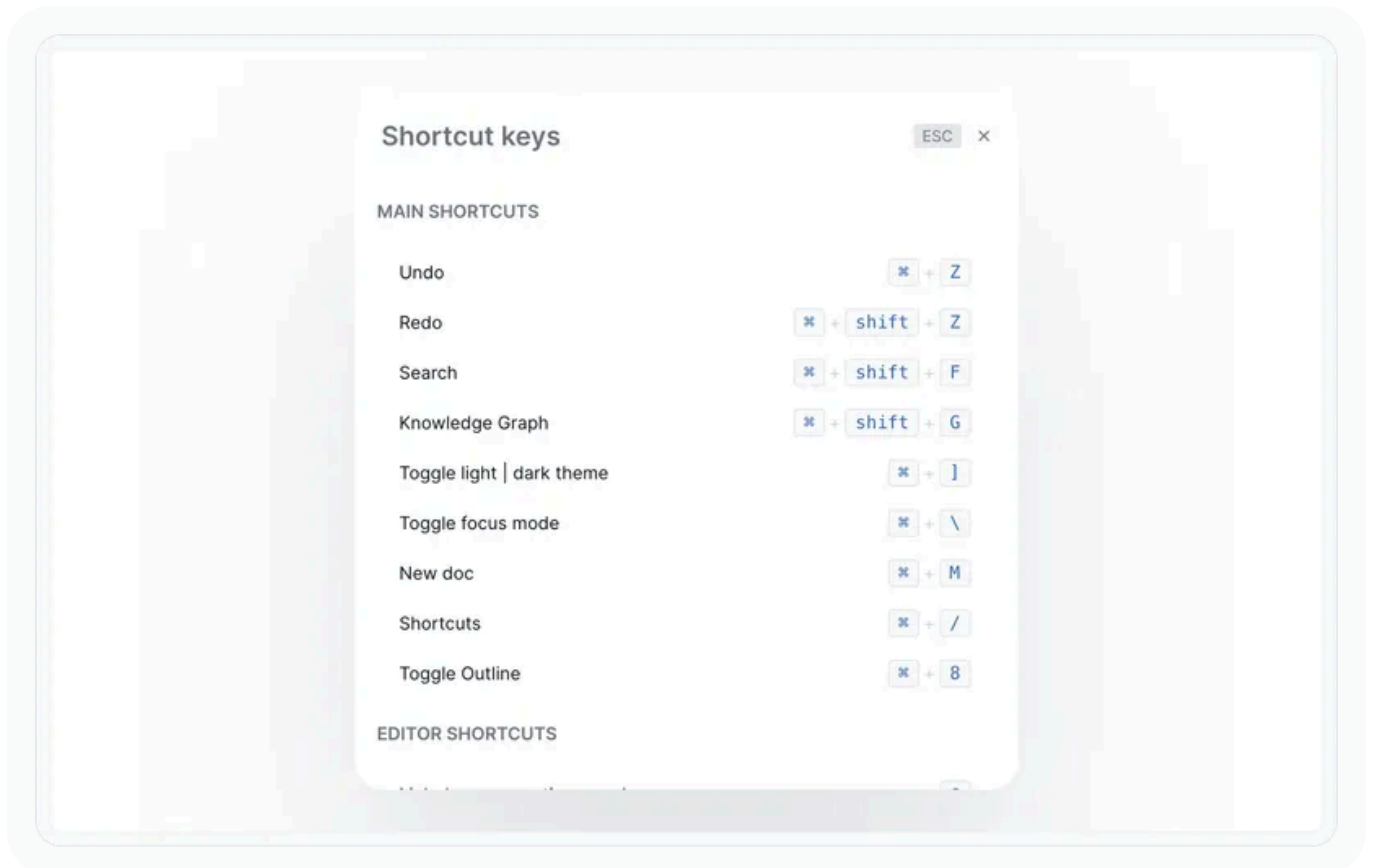 Shortcut keys ESC ×
MAIN SHORTCUTS
Undo ⌘ + Z
Redo ⌘ + shift + Z
Search ⌘ + shift + F
Knowledge Graph ⌘ + shift + G
Toggle light | dark theme ⌘ + ]
Toggle focus mode ⌘ + \
New doc ⌘ + M
Shortcuts ⌘ + /
Toggle Outline ⌘ + 8
EDITOR SHORTCUTS